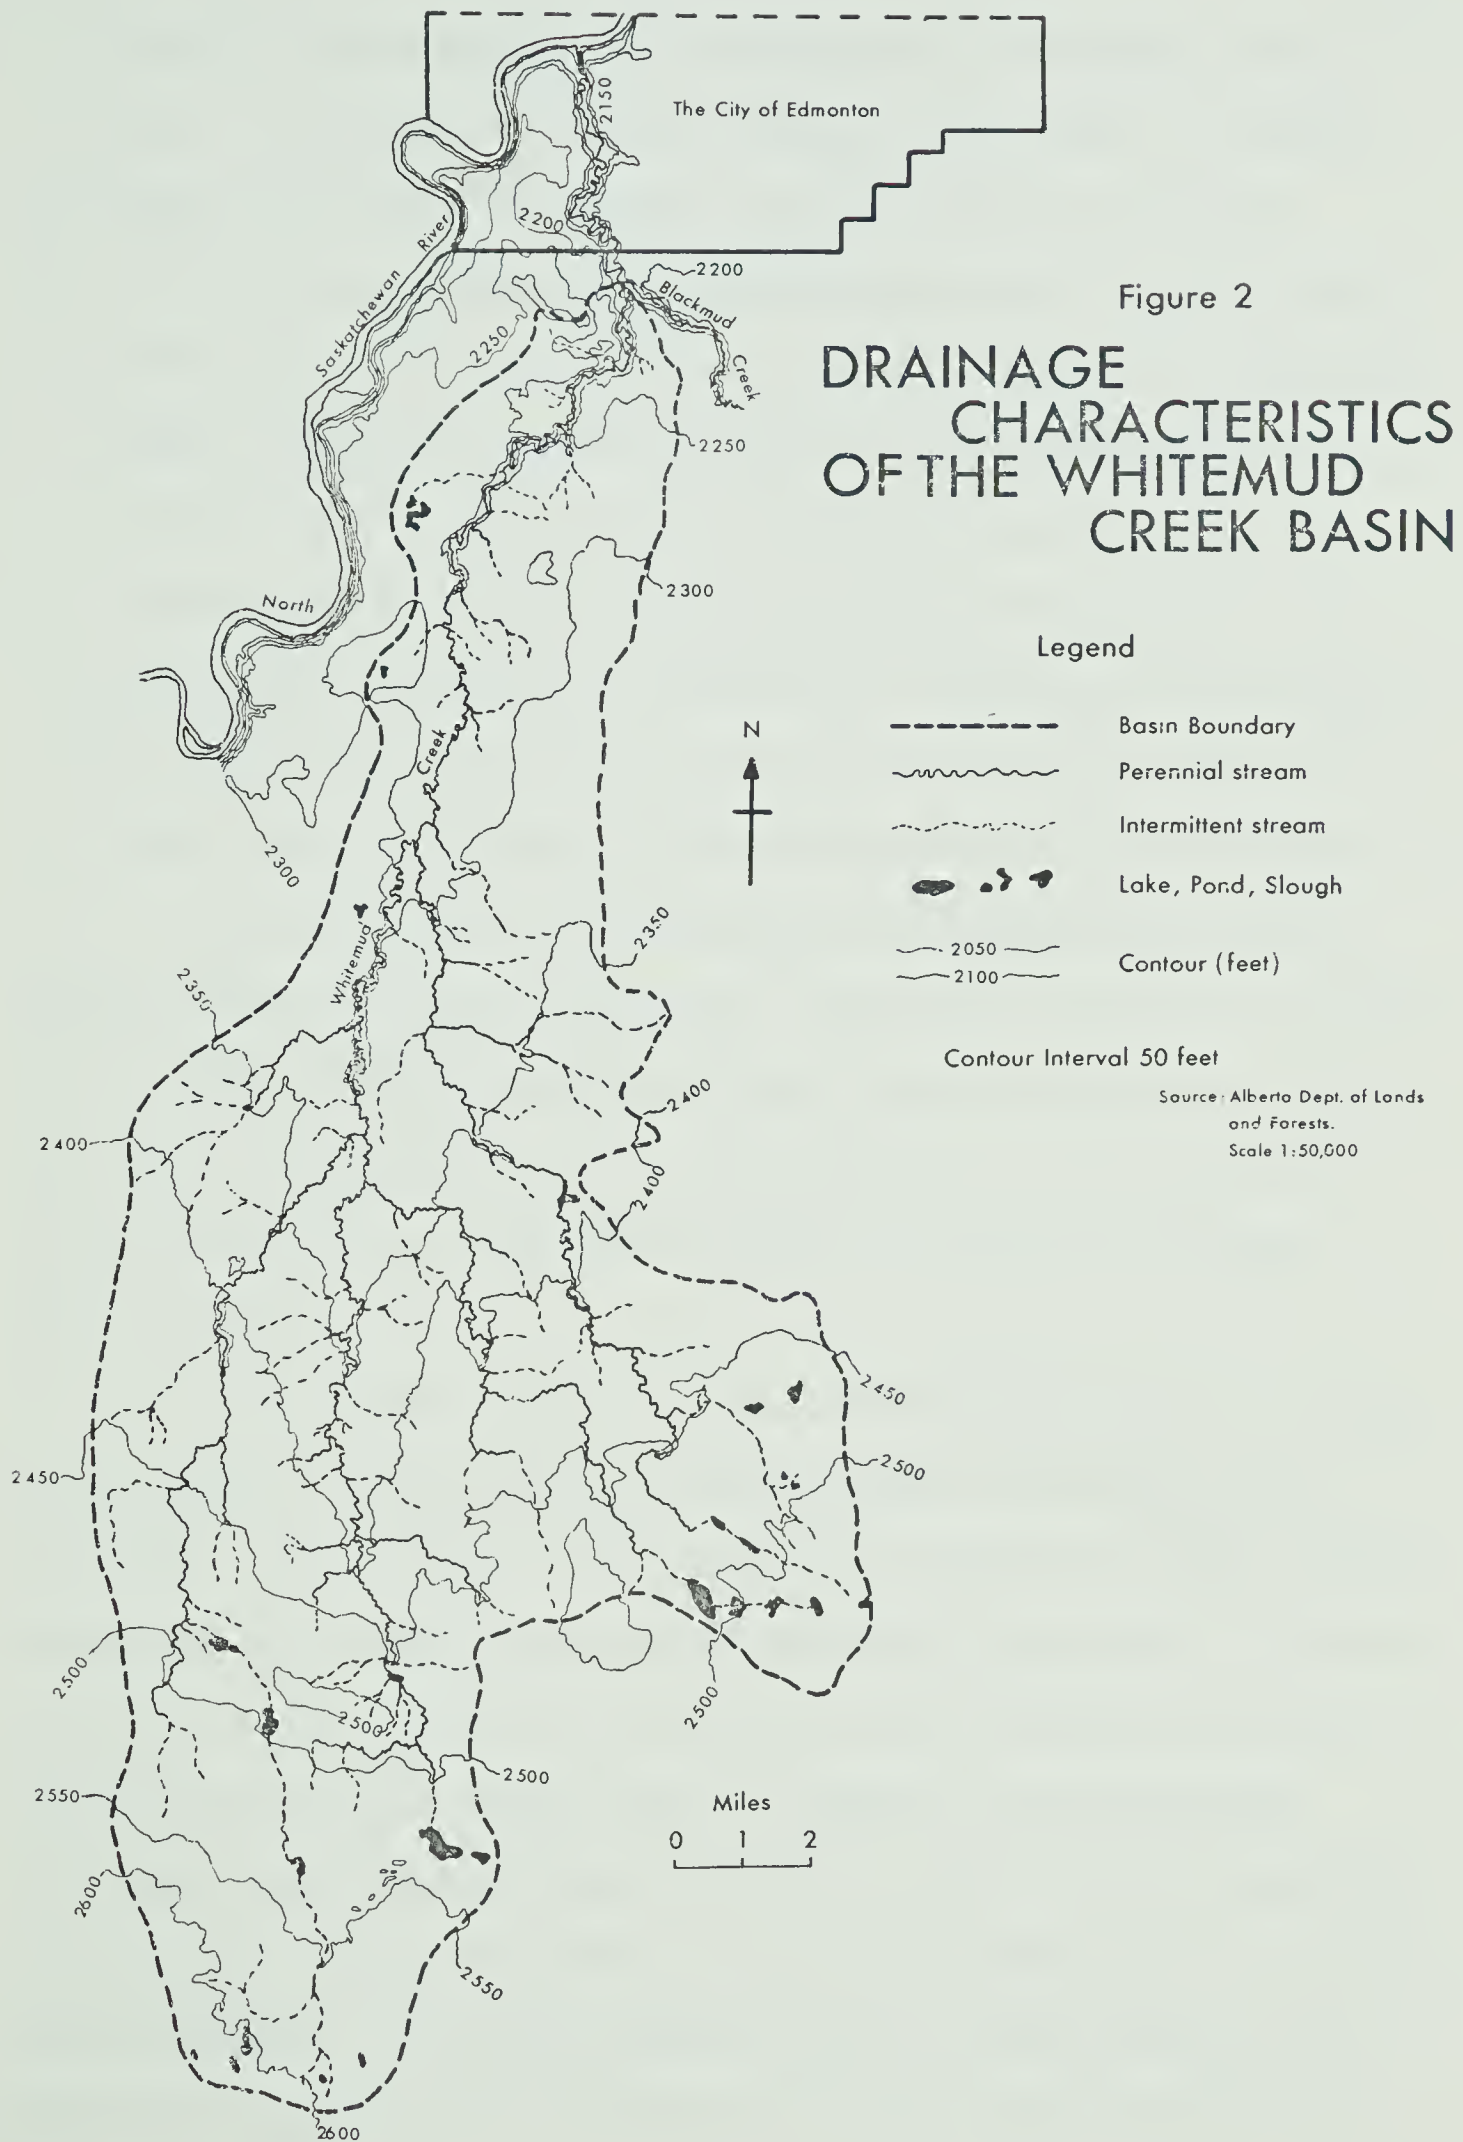 The City of Edmonton
2150
2200
Saskatchewan River
2200
Blackmud Creek
2250
Figure 2
DRAINAGE
CHARACTERISTICS
OF THE WHITEMUD
CREEK BASIN
2250
North
2300
Legend
N
Basin Boundary
Perennial stream
Intermittent stream
Lake, Pond, Slough
2050
2100
Contour (feet)
Contour Interval 50 feet
Source: Alberta Dept. of Lands
and Forests.
Scale 1:50,000
2300
Whitemud Creek
2350
2350
2400
2400
2400
2450
2450
2500
2500
2500
2500
2500
2550
2600
2550
2600
Miles
0 1 2